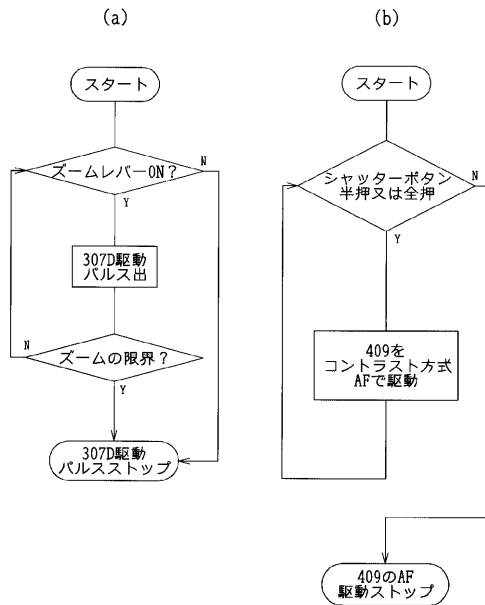 (a)
スタート
ズームレバーON?
N
Y
307D駆動
パルス出
N
ズームの限界?
Y
307D駆動
パルスストップ
(b)
スタート
シャッターボタン
半押又は全押
N
Y
409を
コントラスト方式
AFで駆動
409のAF
駆動ストップ